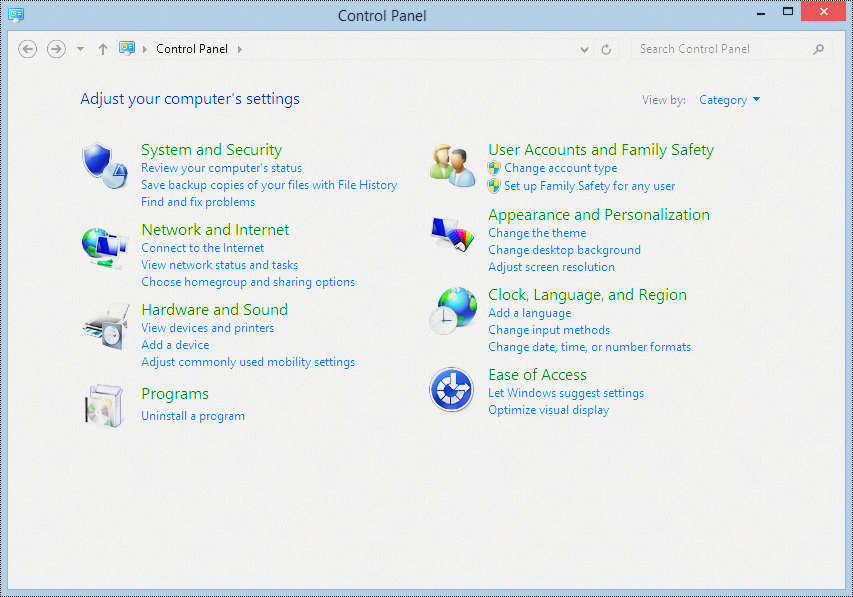 Control Panel
Control Panel
Search Control Panel
Adjust your computer's settings
View by: Category
System and Security
Review your computer's status
Save backup copies of your files with File History
Find and fix problems
Network and Internet
Connect to the Internet
View network status and tasks
Choose homegroup and sharing options
Hardware and Sound
View devices and printers
Add a device
Adjust commonly used mobility settings
Programs
Uninstall a program
User Accounts and Family Safety
Change account type
Set up Family Safety for any user
Appearance and Personalization
Change the theme
Change desktop background
Adjust screen resolution
Clock, Language, and Region
Add a language
Change input methods
Change date, time, or number formats
Ease of Access
Let Windows suggest settings
Optimize visual display